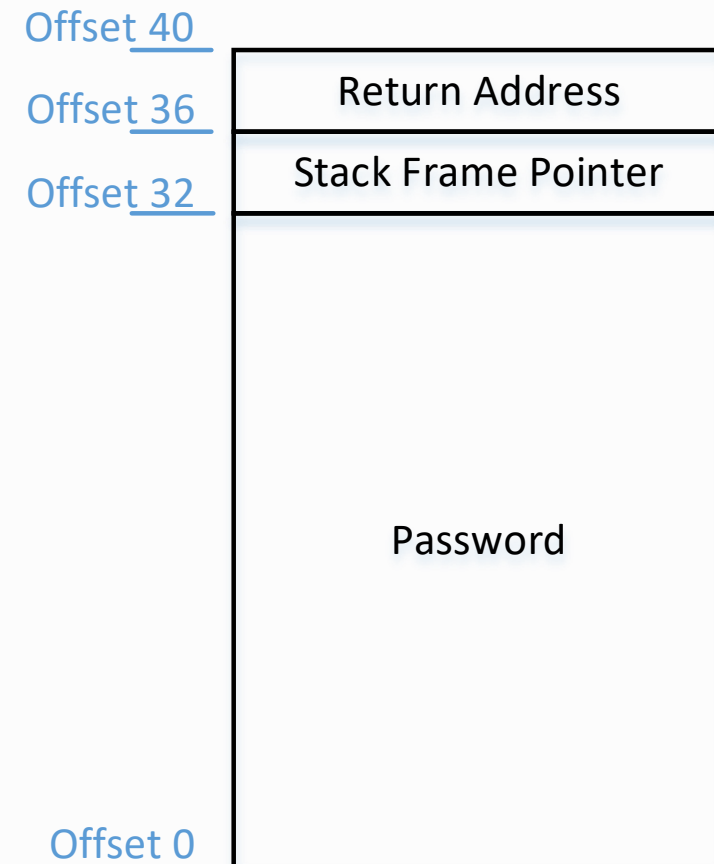 Offset 40
Return Address
Offset 36
Stack Frame Pointer
Offset 32
Password
Offset 0